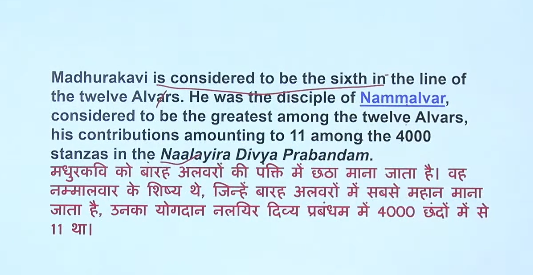 Madhurakavi is considered to be the sixth in the line of
the twelve Alvars. He was the disciple of Nammalvar,
considered to be the greatest among the twelve Alvars,
his contributions amounting to 11 among the 4000
stanzas in the Naalayira Divya Prabandam.
मधुरकवि को बारह अलवरों की पंक्ति में छठा माना जाता है। वह
नम्मालवार के शिष्य थे, जिन्हें बारह अलवरों में सबसे महान माना
जाता है, उनका योगदान नलयिर दिव्य प्रबंधम में 4000 छंदों में से
11 था।